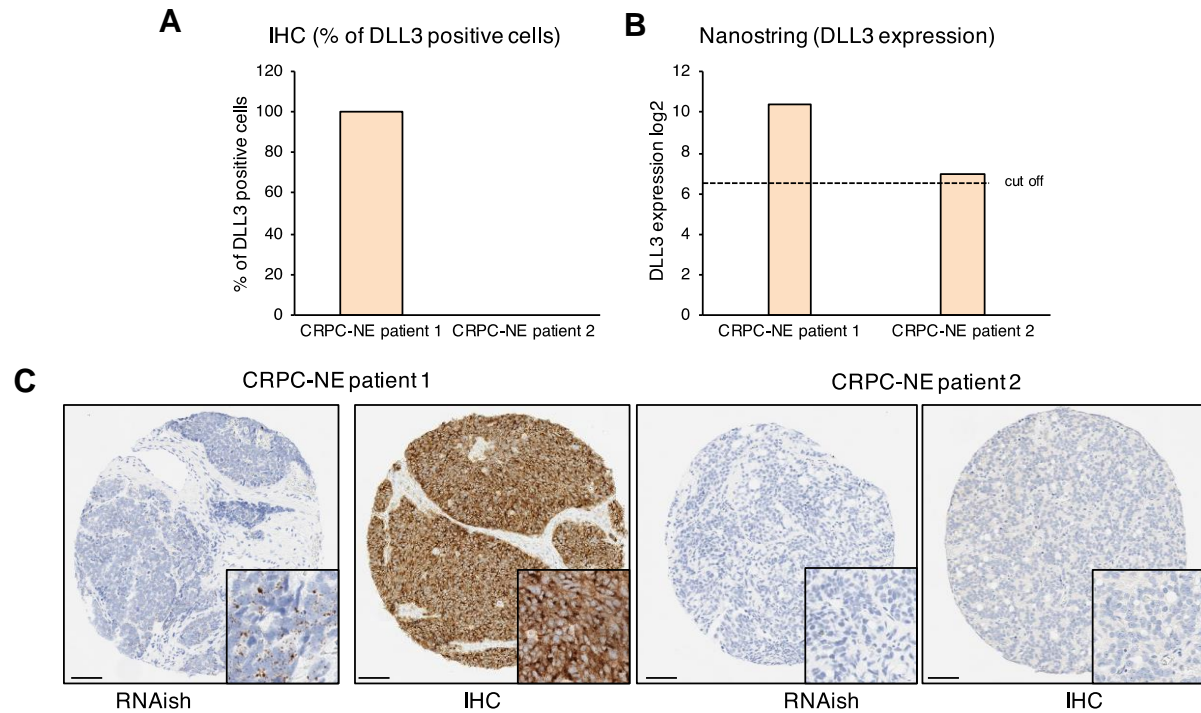 A
IHC (% of DLL3 positive cells)
% of DLL3 positive cells
120
100
80
60
40
20
0
CRPC-NE patient 1
CRPC-NE patient 2
B
Nanostring (DLL3 expression)
DLL3 expression log2
12
10
8
6
4
2
0
cut off
CRPC-NE patient 1
CRPC-NE patient 2
C
CRPC-NE patient 1
CRPC-NE patient 2
RNAish
IHC
RNAish
IHC